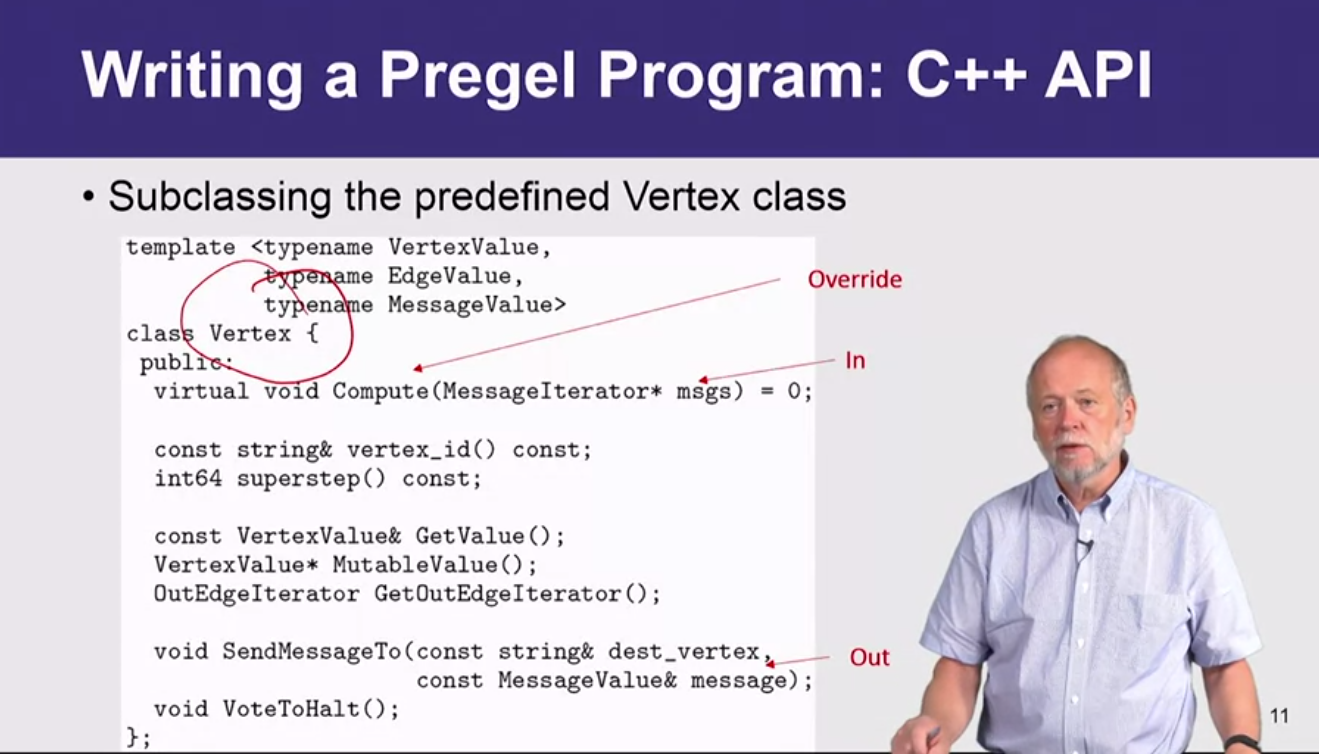 Writing a Pregel Program: C++ API
• Subclassing the predefined Vertex class
template <typename VertexValue,
typename EdgeValue,
typename MessageValue>
class Vertex {
public:
virtual void Compute(MessageIterator* msgs) = 0;
const string& vertex_id() const;
int64 superstep() const;
const VertexValue& GetValue();
VertexValue* MutableValue();
OutEdgeIterator GetOutEdgeIterator();
void SendMessageTo(const string& dest_vertex,
const MessageValue& message);
void VoteToHalt();
};
Override
In
Out
11